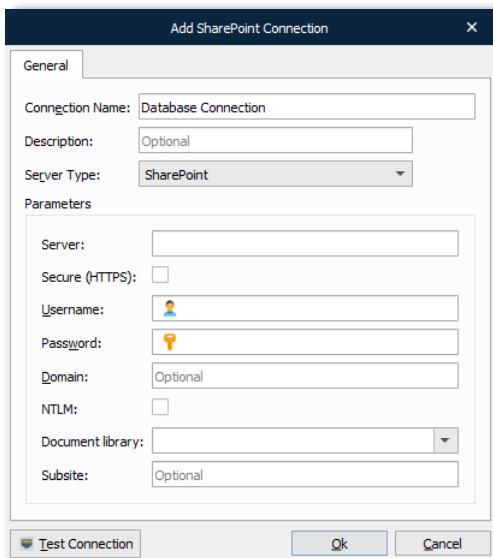 Add SharePoint Connection
General
Connection Name: Database Connection
Description: Optional
Server Type: SharePoint
Parameters
Server:
Secure (HTTPS):
Username:
Password:
Domain: Optional
NTLM:
Document library:
Subsite: Optional
Test Connection Ok Cancel